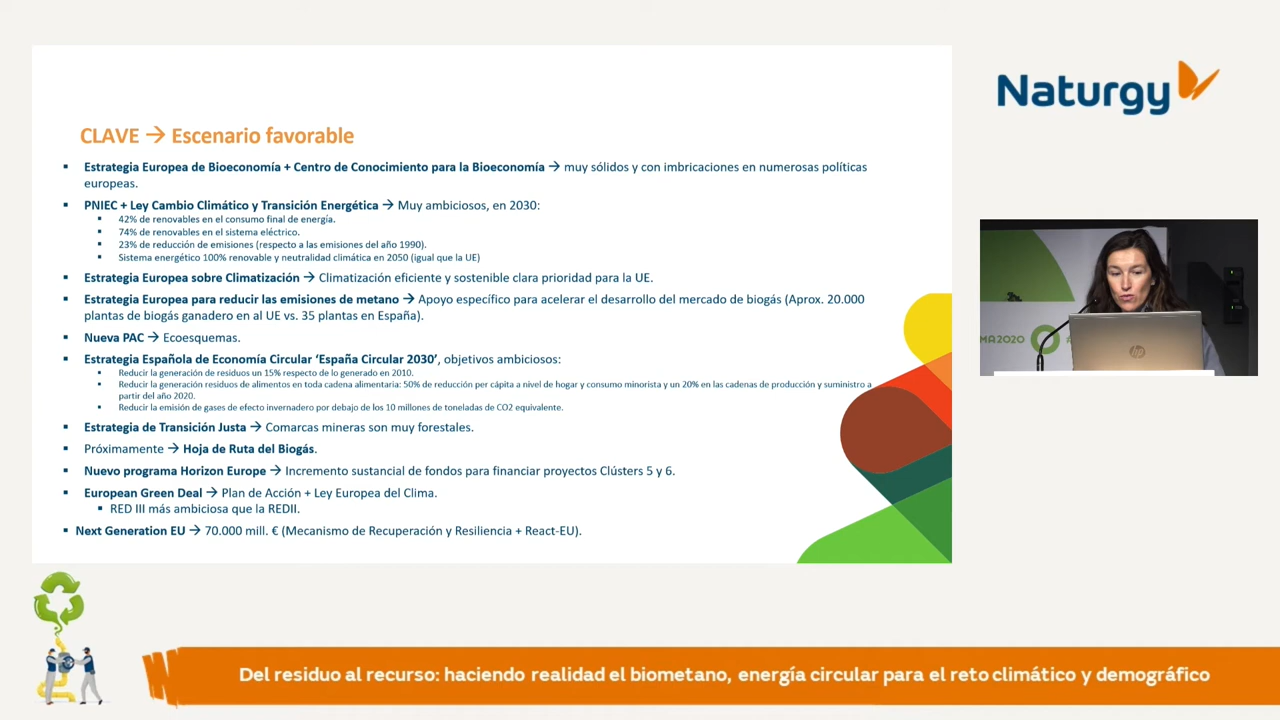 Naturgy
CLAVE → Escenario favorable
▪ Estrategia Europea de Bioeconomía + Centro de Conocimiento para la Bioeconomía → muy sólidos y con imbricaciones en numerosas políticas
europeas.
▪ PNIEC + Ley Cambio Climático y Transición Energética → Muy ambiciosos, en 2030:
▪ 42% de renovables en el consumo final de energía.
▪ 74% de renovables en el sistema eléctrico.
▪ 23% de reducción de emisiones (respecto a las emisiones del año 1990).
▪ Sistema energético 100% renovable y neutralidad climática en 2050 (igual que la UE)
▪ Estrategia Europea sobre Climatización → Climatización eficiente y sostenible clara prioridad para la UE.
▪ Estrategia Europea para reducir las emisiones de metano → Apoyo específico para acelerar el desarrollo del mercado de biogás (Aprox. 20.000
plantas de biogás ganadero en al UE vs. 35 plantas en España).
▪ Nueva PAC → Ecoesquemas.
▪ Estrategia Española de Economía Circular ‘España Circular 2030’, objetivos ambiciosos:
▪ Reducir la generación de residuos un 15% respecto de lo generado en 2010.
▪ Reducir la generación residuos de alimentos en toda cadena alimentaria: 50% de reducción per cápita a nivel de hogar y consumo minorista y un 20% en las cadenas de producción y suministro a
partir del año 2020.
▪ Reducir la emisión de gases de efecto invernadero por debajo de los 10 millones de toneladas de CO2 equivalente.
▪ Estrategia de Transición Justa → Comarcas mineras son muy forestales.
▪ Próximamente → Hoja de Ruta del Biogás.
▪ Nuevo programa Horizon Europe → Incremento sustancial de fondos para financiar proyectos Clústers 5 y 6.
▪ European Green Deal → Plan de Acción + Ley Europea del Clima.
▪ RED III más ambiciosa que la REDII.
▪ Next Generation EU → 70.000 mill. € (Mecanismo de Recuperación y Resiliencia + React-EU).
MA2020
hp
Del residuo al recurso: haciendo realidad el biometano, energía circular para el reto climático y demográfico